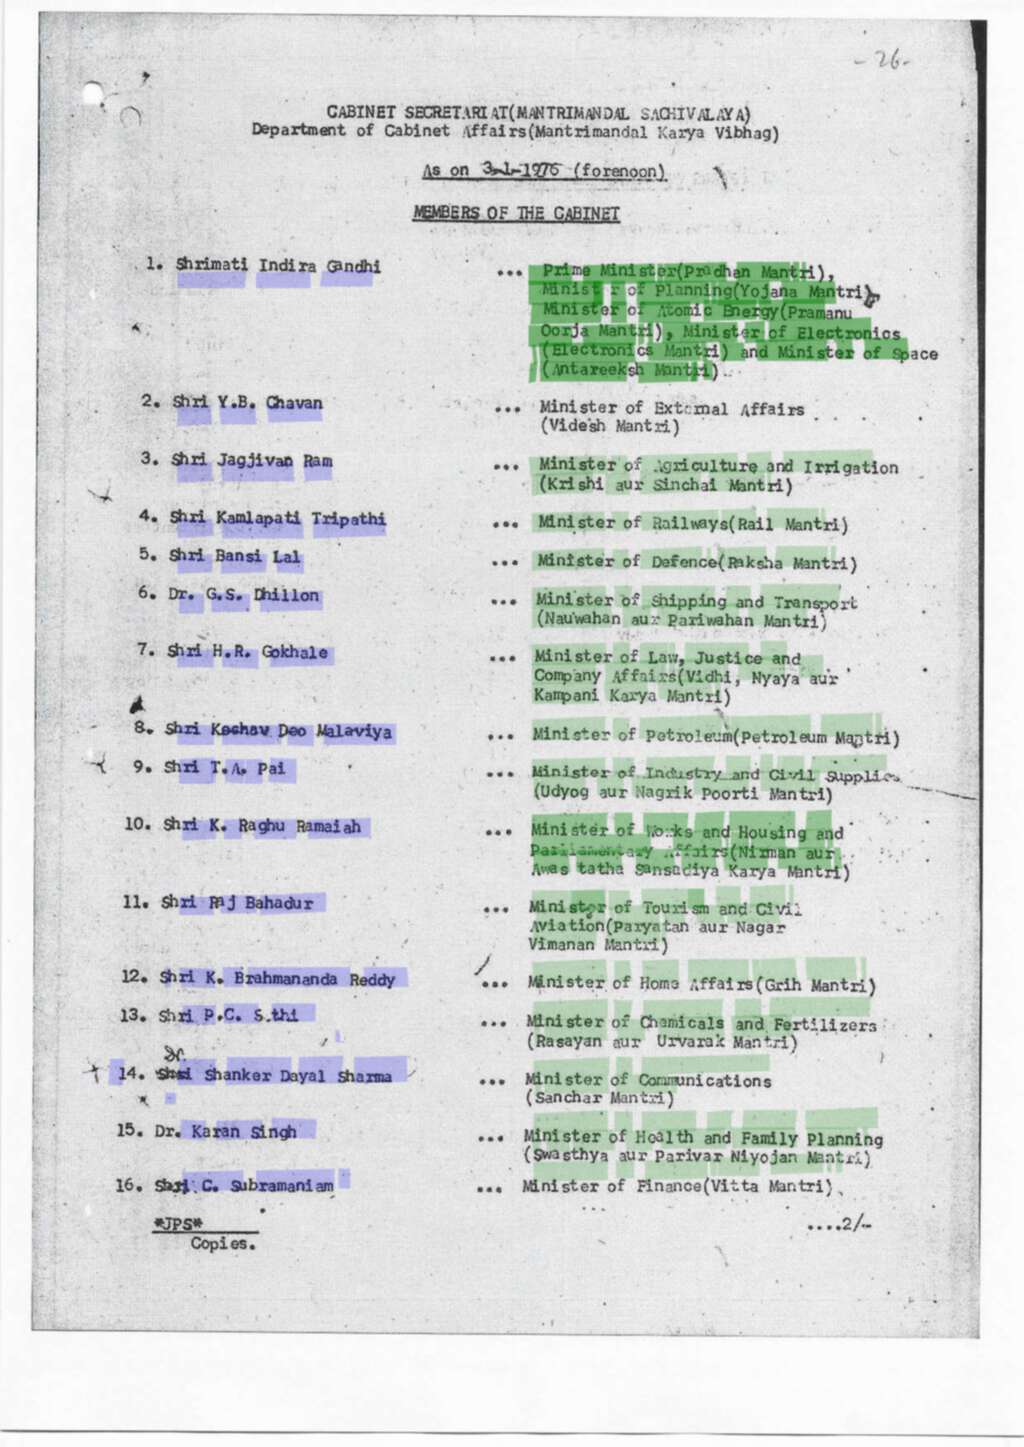 - 26 -
CABINET SECRETARIAT(MANTRIMANDAL SACHIVALAYA)
Department of Cabinet Affairs(Mantrimandal Karya Vibhag)
As on 3-1-1976 (forenoon)
MEMBERS OF THE CABINET
1. Shrimati Indira Gandhi ... Prime Minister(Pradhan Mantri),
Minister of Planning(Yojana Mantri),
Minister of Atomic Energy(Pramanu
Oorja Mantri), Minister of Electronics
(Electronics Mantri) and Minister of Space
(Antareeksh Mantri).
2. Shri Y.B. Chavan ... Minister of External Affairs
(Videsh Mantri)
3. Shri Jagjivan Ram ... Minister of Agriculture and Irrigation
(Krishi aur Sinchai Mantri)
4. Shri Kamlapati Tripathi ... Minister of Railways(Rail Mantri)
5. Shri Bansi Lal ... Minister of Defence(Raksha Mantri)
6. Dr. G.S. Dhillon ... Minister of Shipping and Transport
(Nauwahan aur Pariwahan Mantri)
7. Shri H.R. Gokhale ... Minister of Law, Justice and
Company Affairs(Vidhi, Nyaya aur
Kampani Karya Mantri)
8. Shri Keshav Deo Malaviya ... Minister of Petroleum(Petroleum Mantri)
9. Shri T.A. Pai ... Minister of Industry and Civil Supplies
(Udyog aur Nagrik Poorti Mantri)
10. Shri K. Raghu Ramaiah ... Minister of Works and Housing and
Parliamentary Affairs(Nirman aur
Awas tatha Sansadiya Karya Mantri)
11. Shri Raj Bahadur ... Minister of Tourism and Civil
Aviation(Paryatan aur Nagar
Vimanan Mantri)
12. Shri K. Brahmananda Reddy ... Minister of Home Affairs(Grih Mantri)
13. Shri P.C. Sethi ... Minister of Chemicals and Fertilizers
(Rasayan aur Urvarak Mantri)
Dr.
14. Shri Shanker Dayal Sharma ... Minister of Communications
(Sanchar Mantri)
15. Dr. Karan Singh ... Minister of Health and Family Planning
(Swasthya aur Parivar Niyojan Mantri)
16. Shri C. Subramaniam ... Minister of Finance(Vitta Mantri).
*JPS* ....2/-
Copies.